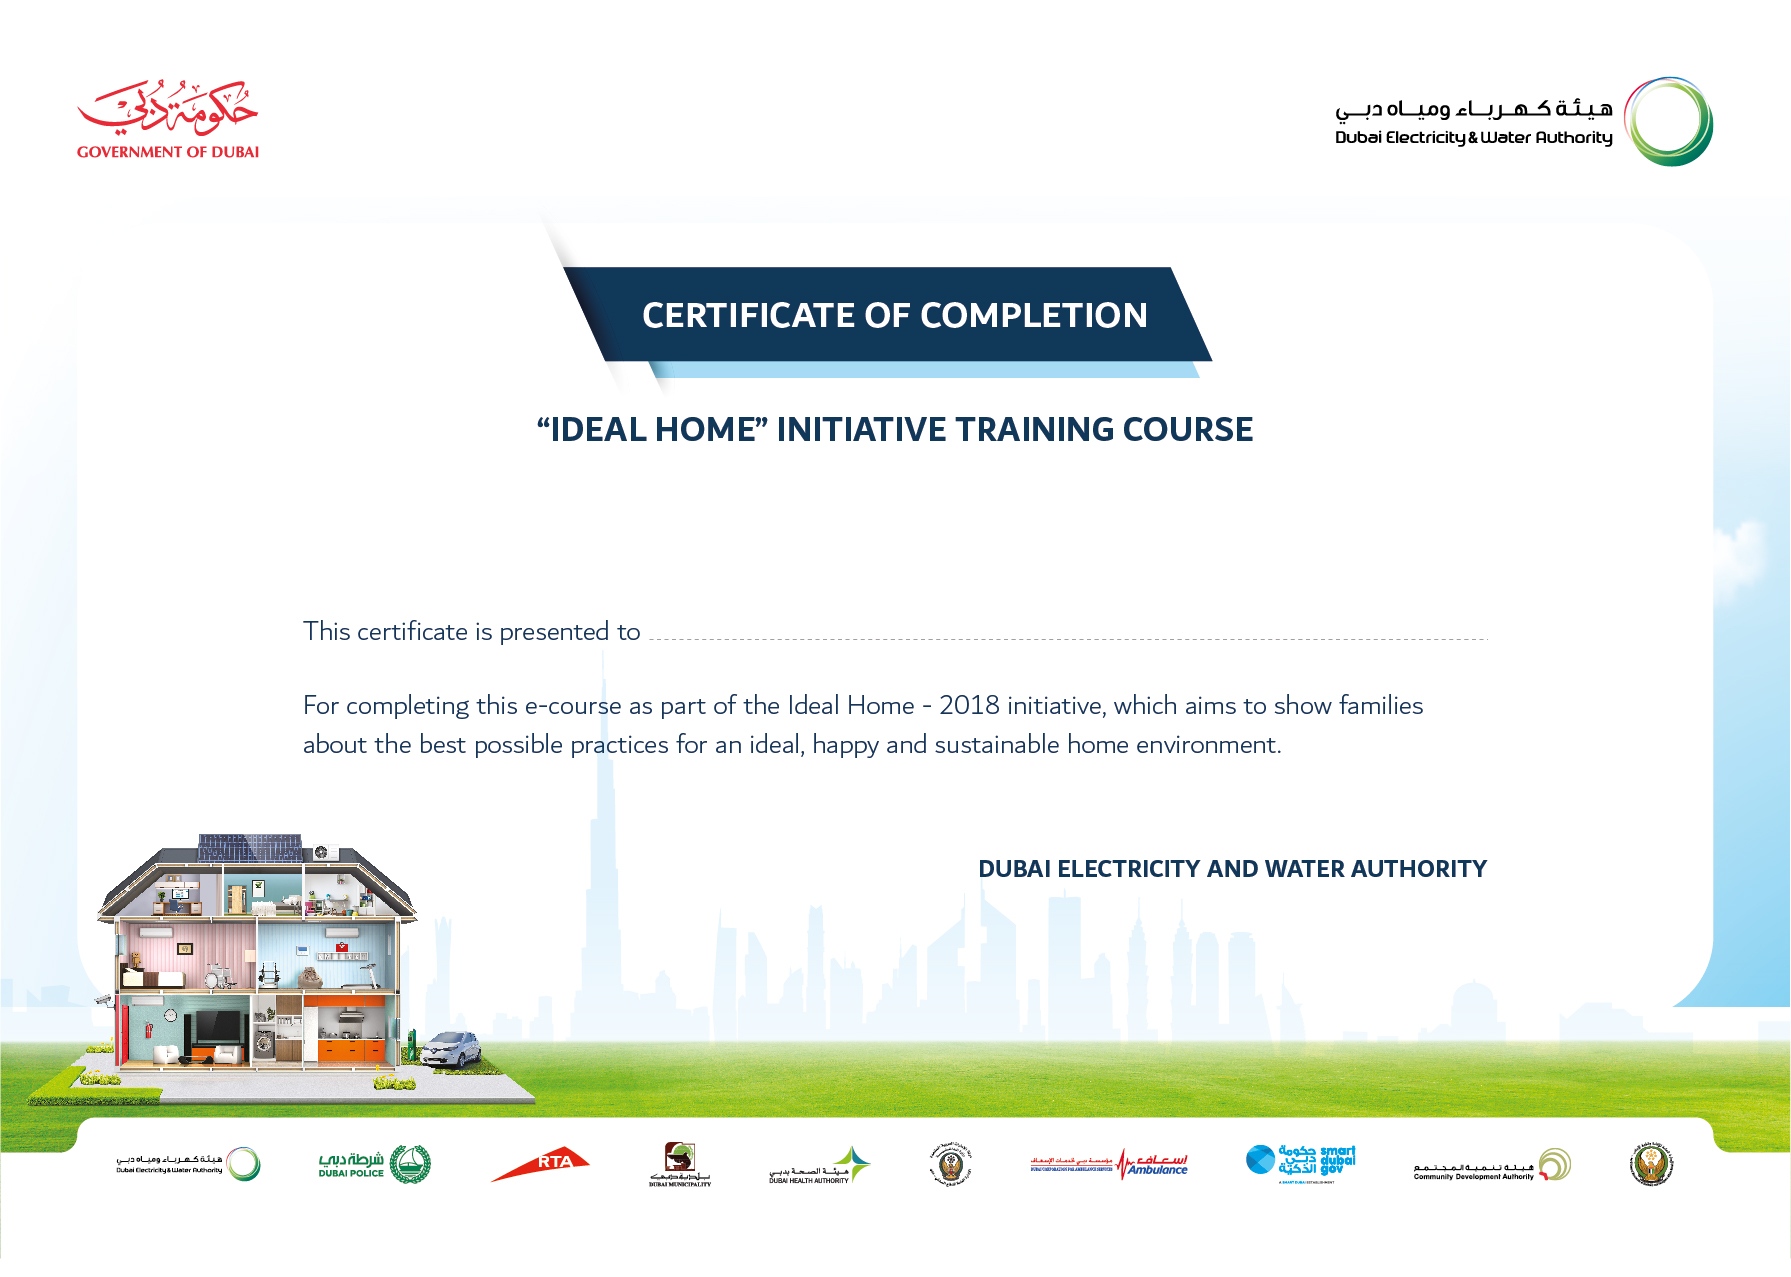 حكومة دبي
GOVERNMENT OF DUBAI
هيئة كهرباء ومياه دبي
Dubai Electricity & Water Authority
CERTIFICATE OF COMPLETION
“IDEAL HOME” INITIATIVE TRAINING COURSE
This certificate is presented to
For completing this e-course as part of the Ideal Home - 2018 initiative, which aims to show families
about the best possible practices for an ideal, happy and sustainable home environment.
DUBAI ELECTRICITY AND WATER AUTHORITY
هيئة كهرباء ومياه دبي
Dubai Electricity & Water Authority
شرطة دبي
DUBAI POLICE
RTA
بلدية دبي
DUBAI MUNICIPALITY
هيئة الصحة بدبي
DUBAI HEALTH AUTHORITY
مؤسسة دبي لخدمات الإسعاف
DUBAI CORPORATION FOR AMBULANCE SERVICES
إسعاف
Ambulance
حكومة دبي الذكية
smart dubai gov
A SMART DUBAI ESTABLISHMENT
هيئة تنمية المجتمع
Community Development Authority